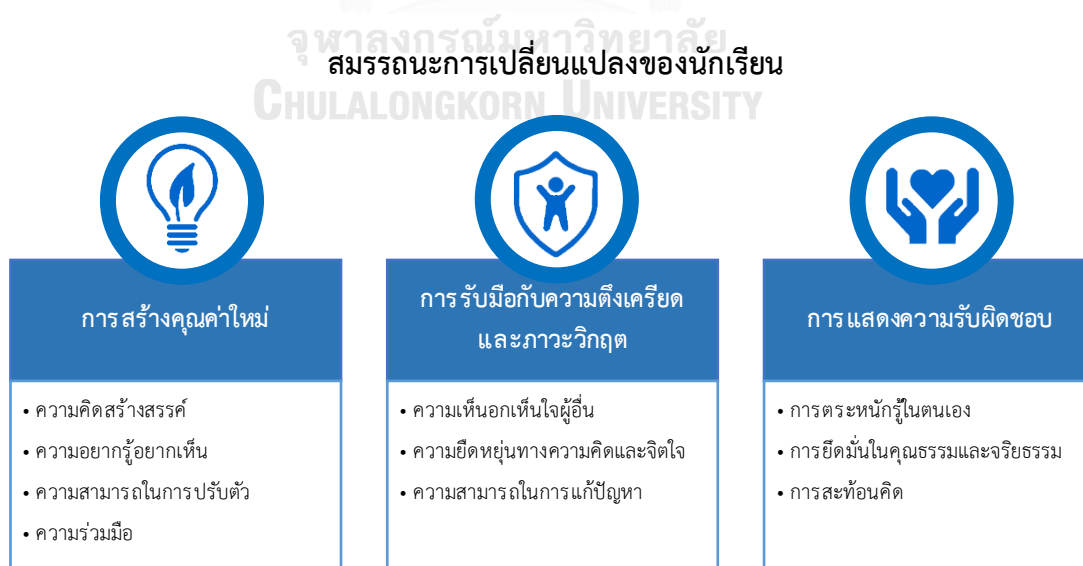 จุฬาลงกรณ์มหาวิทยาลัย
สมรรถนะการเปลี่ยนแปลงของนักเรียน
CHULALONGKORN UNIVERSITY
การสร้างคุณค่าใหม่
• ความคิดสร้างสรรค์
• ความอยากรู้อยากเห็น
• ความสามารถในการปรับตัว
• ความร่วมมือ
การรับมือกับความตึงเครียด
และภาวะวิกฤต
• ความเห็นอกเห็นใจผู้อื่น
• ความยืดหยุ่นทางความคิดและจิตใจ
• ความสามารถในการแก้ปัญหา
การแสดงความรับผิดชอบ
• การตระหนักรู้ในตนเอง
• การยึดมั่นในคุณธรรมและจริยธรรม
• การสะท้อนคิด